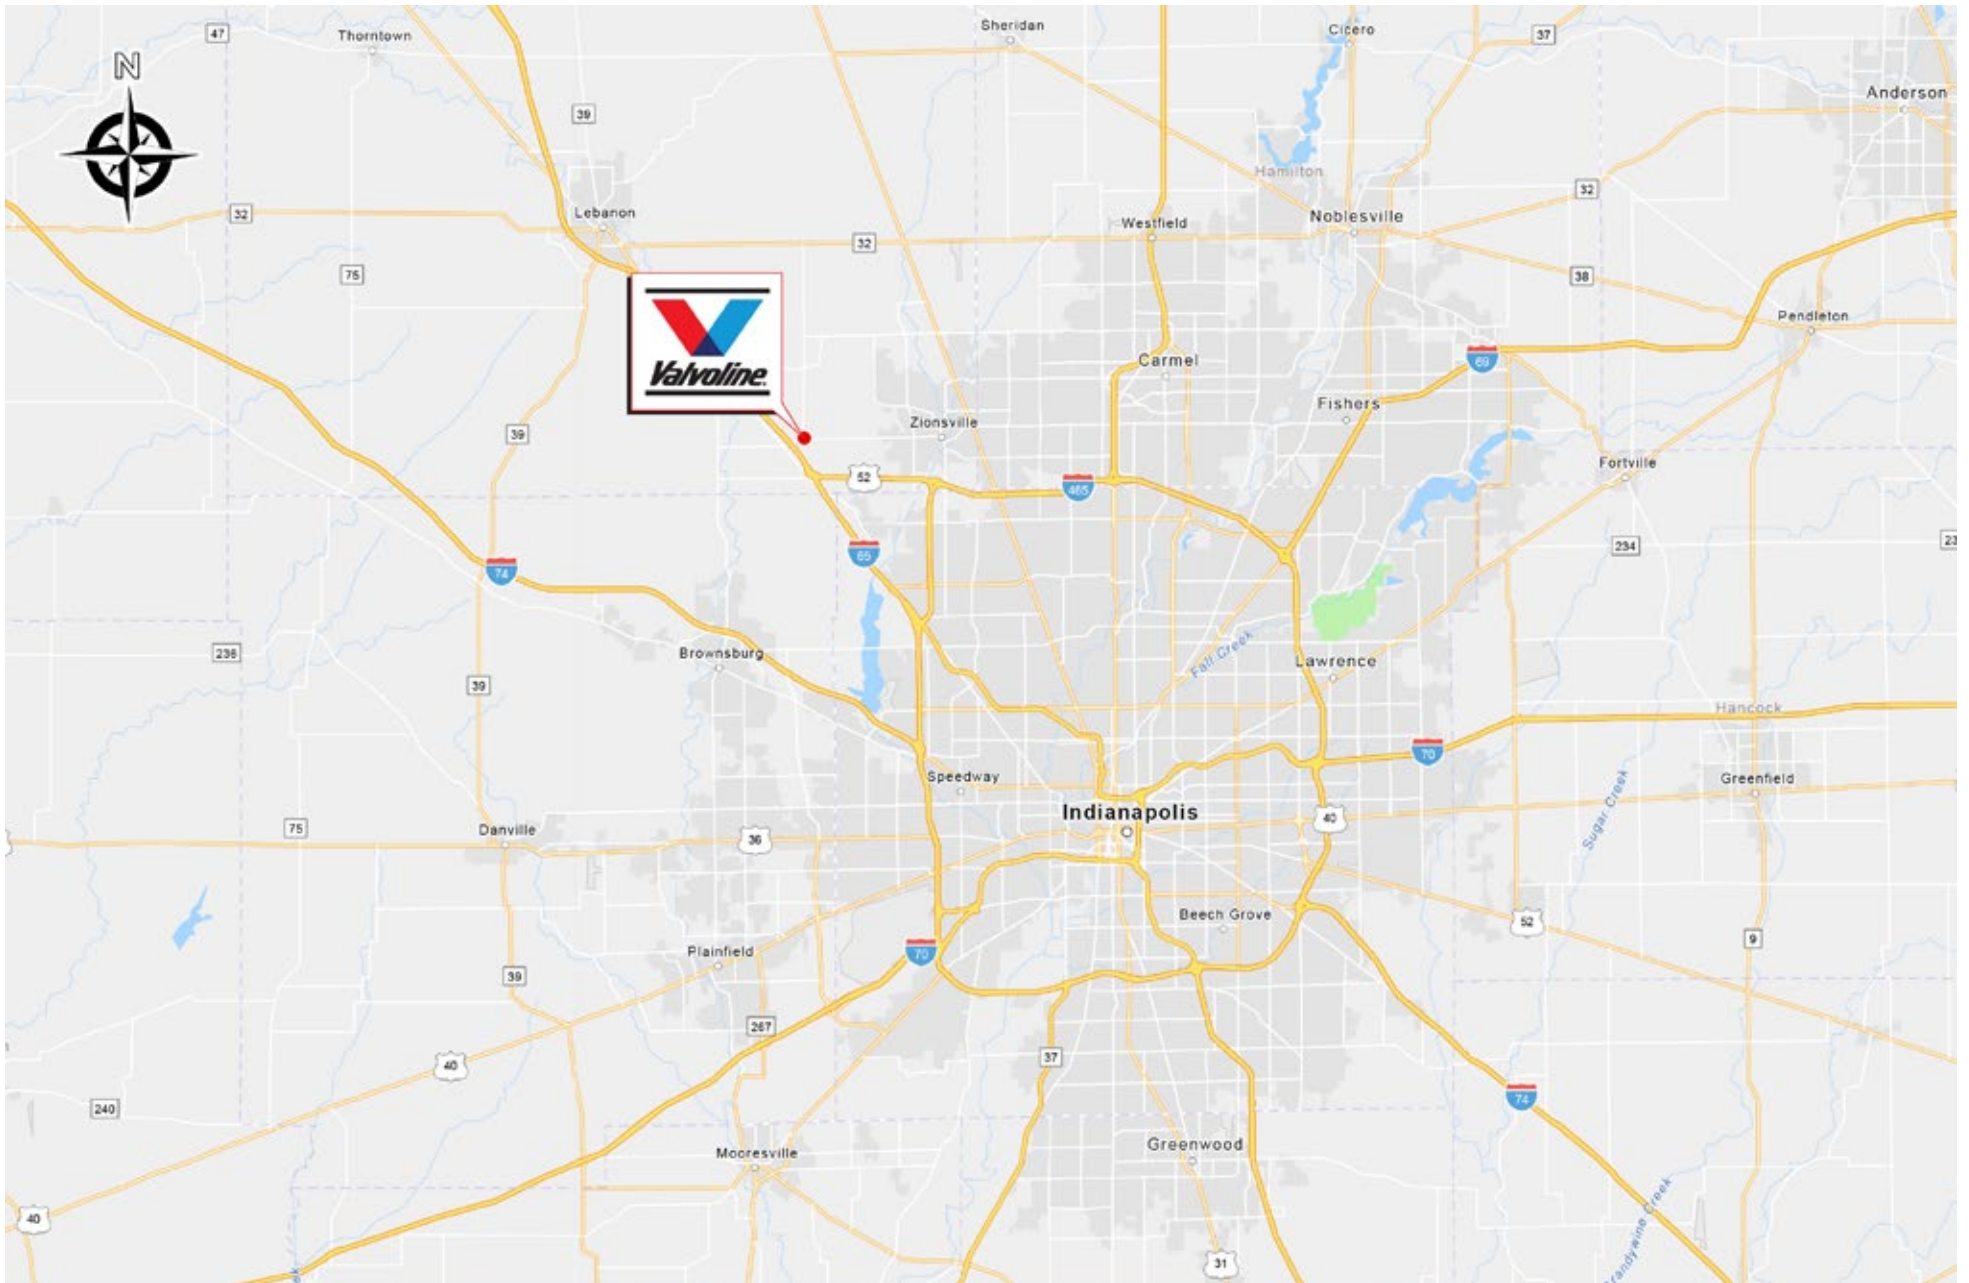 47
Thorntown
Sheridan
Cicero
37
N
39
Anderson
Hamilton
32
Lebanon
32
Westfield
Noblesville
32
75
38
Valvoline
Pendleton
Carmel
69
39
Zionsville
Fishers
52
465
Fortville
74
65
234
23
236
Brownsburg
Fall Creek
Lawrence
39
Hancock
70
Speedway
Greenfield
Indianapolis
Sugar Creek
75
Danville
36
40
Beech Grove
52
Plainfield
70
9
39
267
37
40
240
74
Mooresville
Greenwood
40
31
randywine Creek
ek